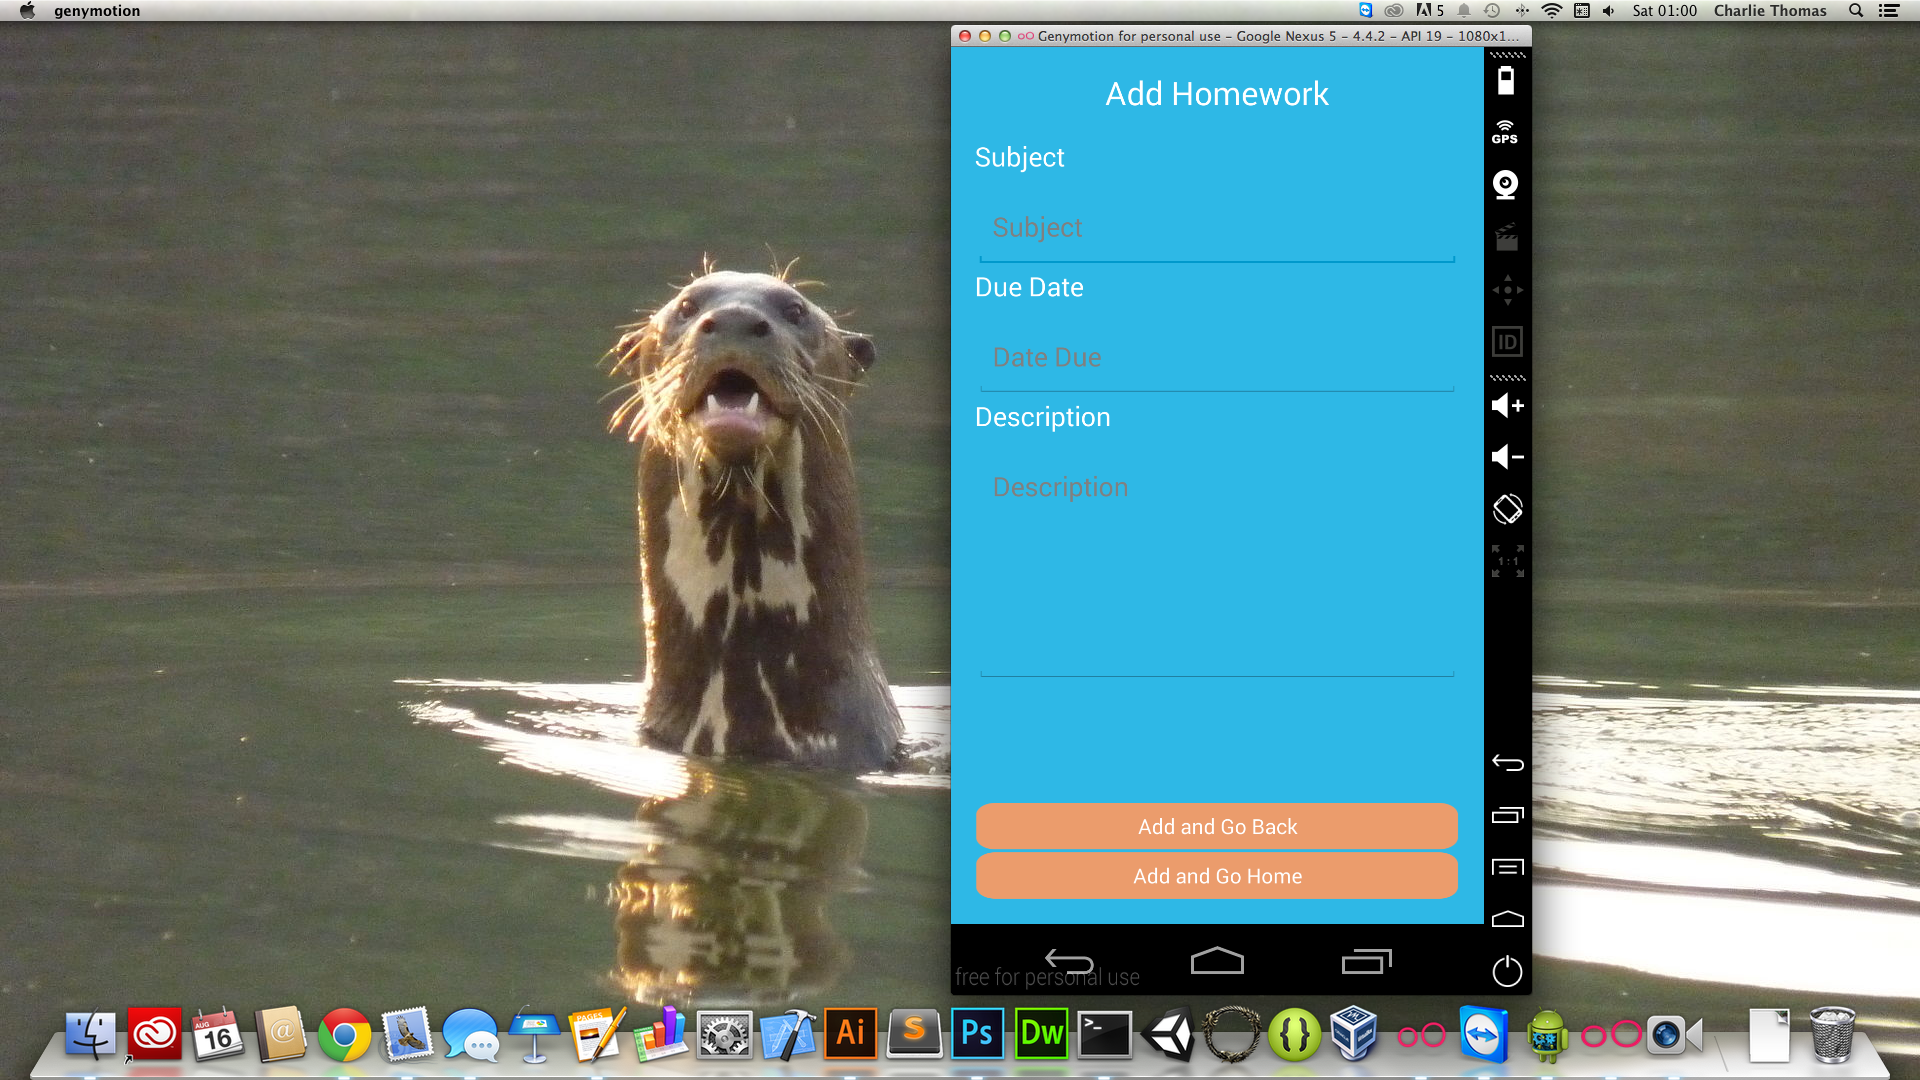 genymotion
5
Sat 01:00
Charlie Thomas
Genymotion for personal use - Google Nexus 5 - 4.4.2 - API 19 - 1080x1...
Add Homework
Subject
Subject
Due Date
Date Due
Description
Description
Add and Go Back
Add and Go Home
free for personal use
GPS
ID
1:1
AUG
16
@
PAGES
Ai
S
Ps
Dw
>_
{}